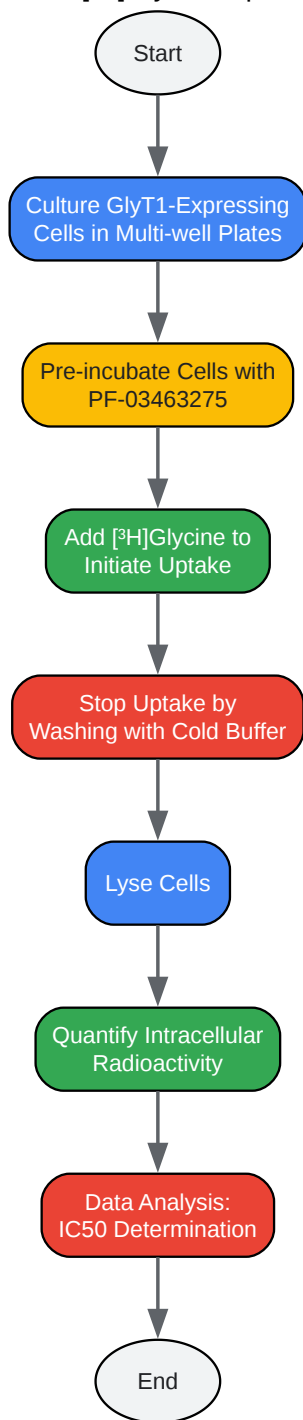 Start
Culture GlyT1-Expressing
Cells in Multi-well Plates
Pre-incubate Cells with
PF-03463275
Add [³H]Glycine to
Initiate Uptake
Stop Uptake by
Washing with Cold Buffer
Lyse Cells
Quantify Intracellular
Radioactivity
Data Analysis:
IC50 Determination
End